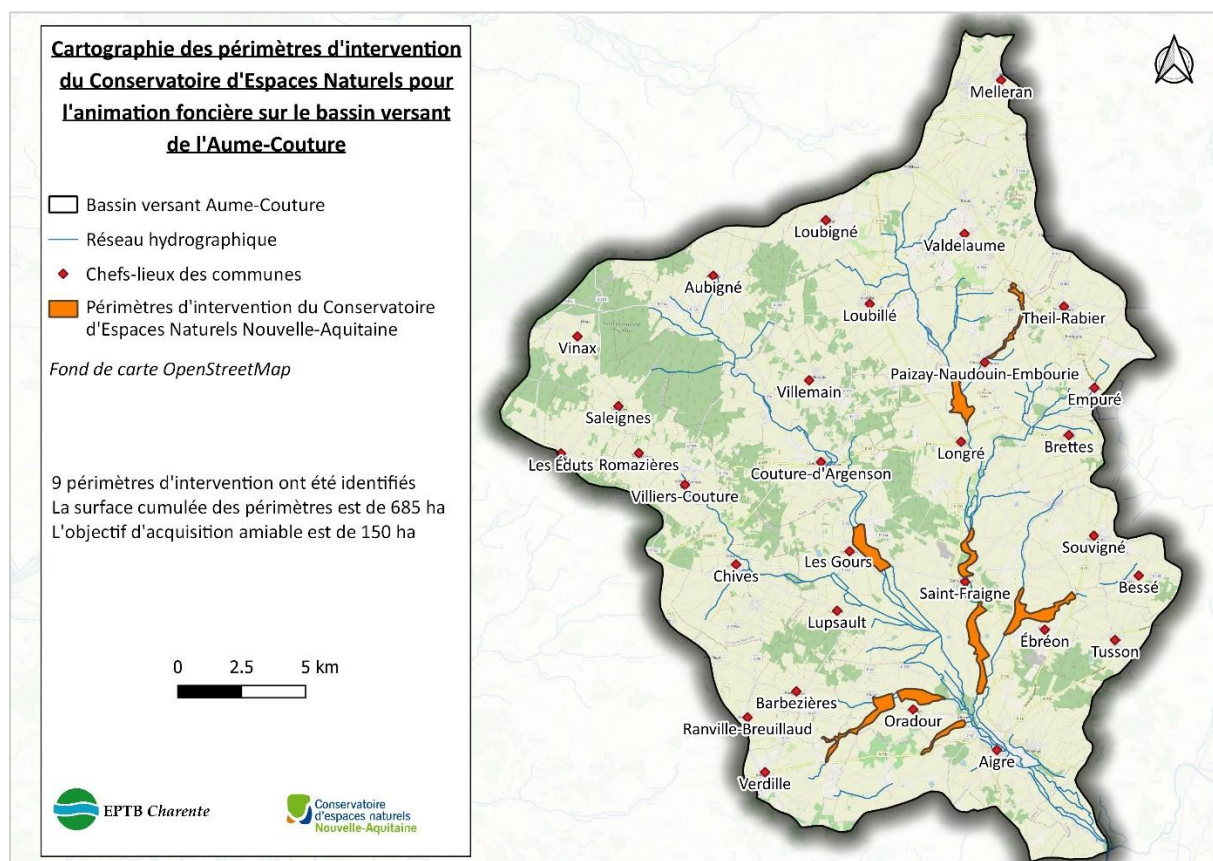 Cartographie des périmètres d'intervention
du Conservatoire d'Espaces Naturels pour
l'animation foncière sur le bassin versant
de l'Aume-Couture
Bassin versant Aume-Couture
Réseau hydrographique
Chefs-lieux des communes
Périmètres d'intervention du Conservatoire
d'Espaces Naturels Nouvelle-Aquitaine
Fond de carte OpenStreetMap
9 périmètres d'intervention ont été identifiés
La surface cumulée des périmètres est de 685 ha
L'objectif d'acquisition amiable est de 150 ha
0 2.5 5 km
EPTB Charente
Conservatoire
d'espaces naturels
Nouvelle-Aquitaine
Melleran
Loubigné
Valdelaume
Aubigné
Loubillé
Theil-Rabier
Vinax
Paizay-Naudouin-Embourie
Villemain
Empuré
Saleignes
Brettes
Longré
Les Éduts
Romazières
Couture-d'Argenson
Villiers-Couture
Souvigné
Les Gours
Chives
Saint-Fraigne
Bessé
Lupsault
Ébréon
Tusson
Barbezières
Oradour
Ranville-Breuillaud
Aigre
Verdille